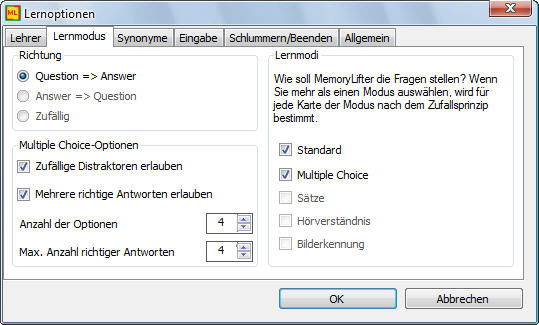 ML Lernoptionen
Lehrer Lernmodus Synonyme Eingabe Schlummern/Beenden Allgemein
Richtung
Question => Answer
Answer => Question
Zufällig
Multiple Choice-Optionen
Zufällige Distraktoren erlauben
Mehrere richtige Antworten erlauben
Anzahl der Optionen 4
Max. Anzahl richtiger Antworten 4
Lernmodi
Wie soll MemoryLifter die Fragen stellen? Wenn
Sie mehr als einen Modus auswählen, wird für
jede Karte der Modus nach dem Zufallsprinzip
bestimmt.
Standard
Multiple Choice
Sätze
Hörverständnis
Bilderkennung
OK Abbrechen